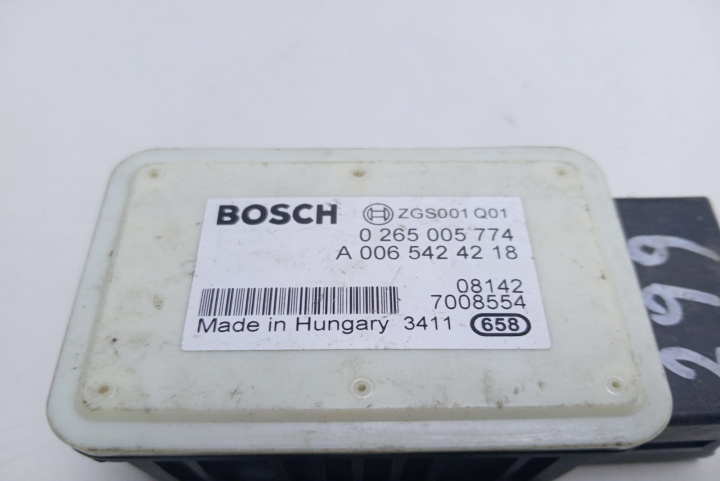 BOSCH ZGS001 Q01
0 265 005 774
A 006 542 42 18
08142
7008554
Made in Hungary 3411 658
299